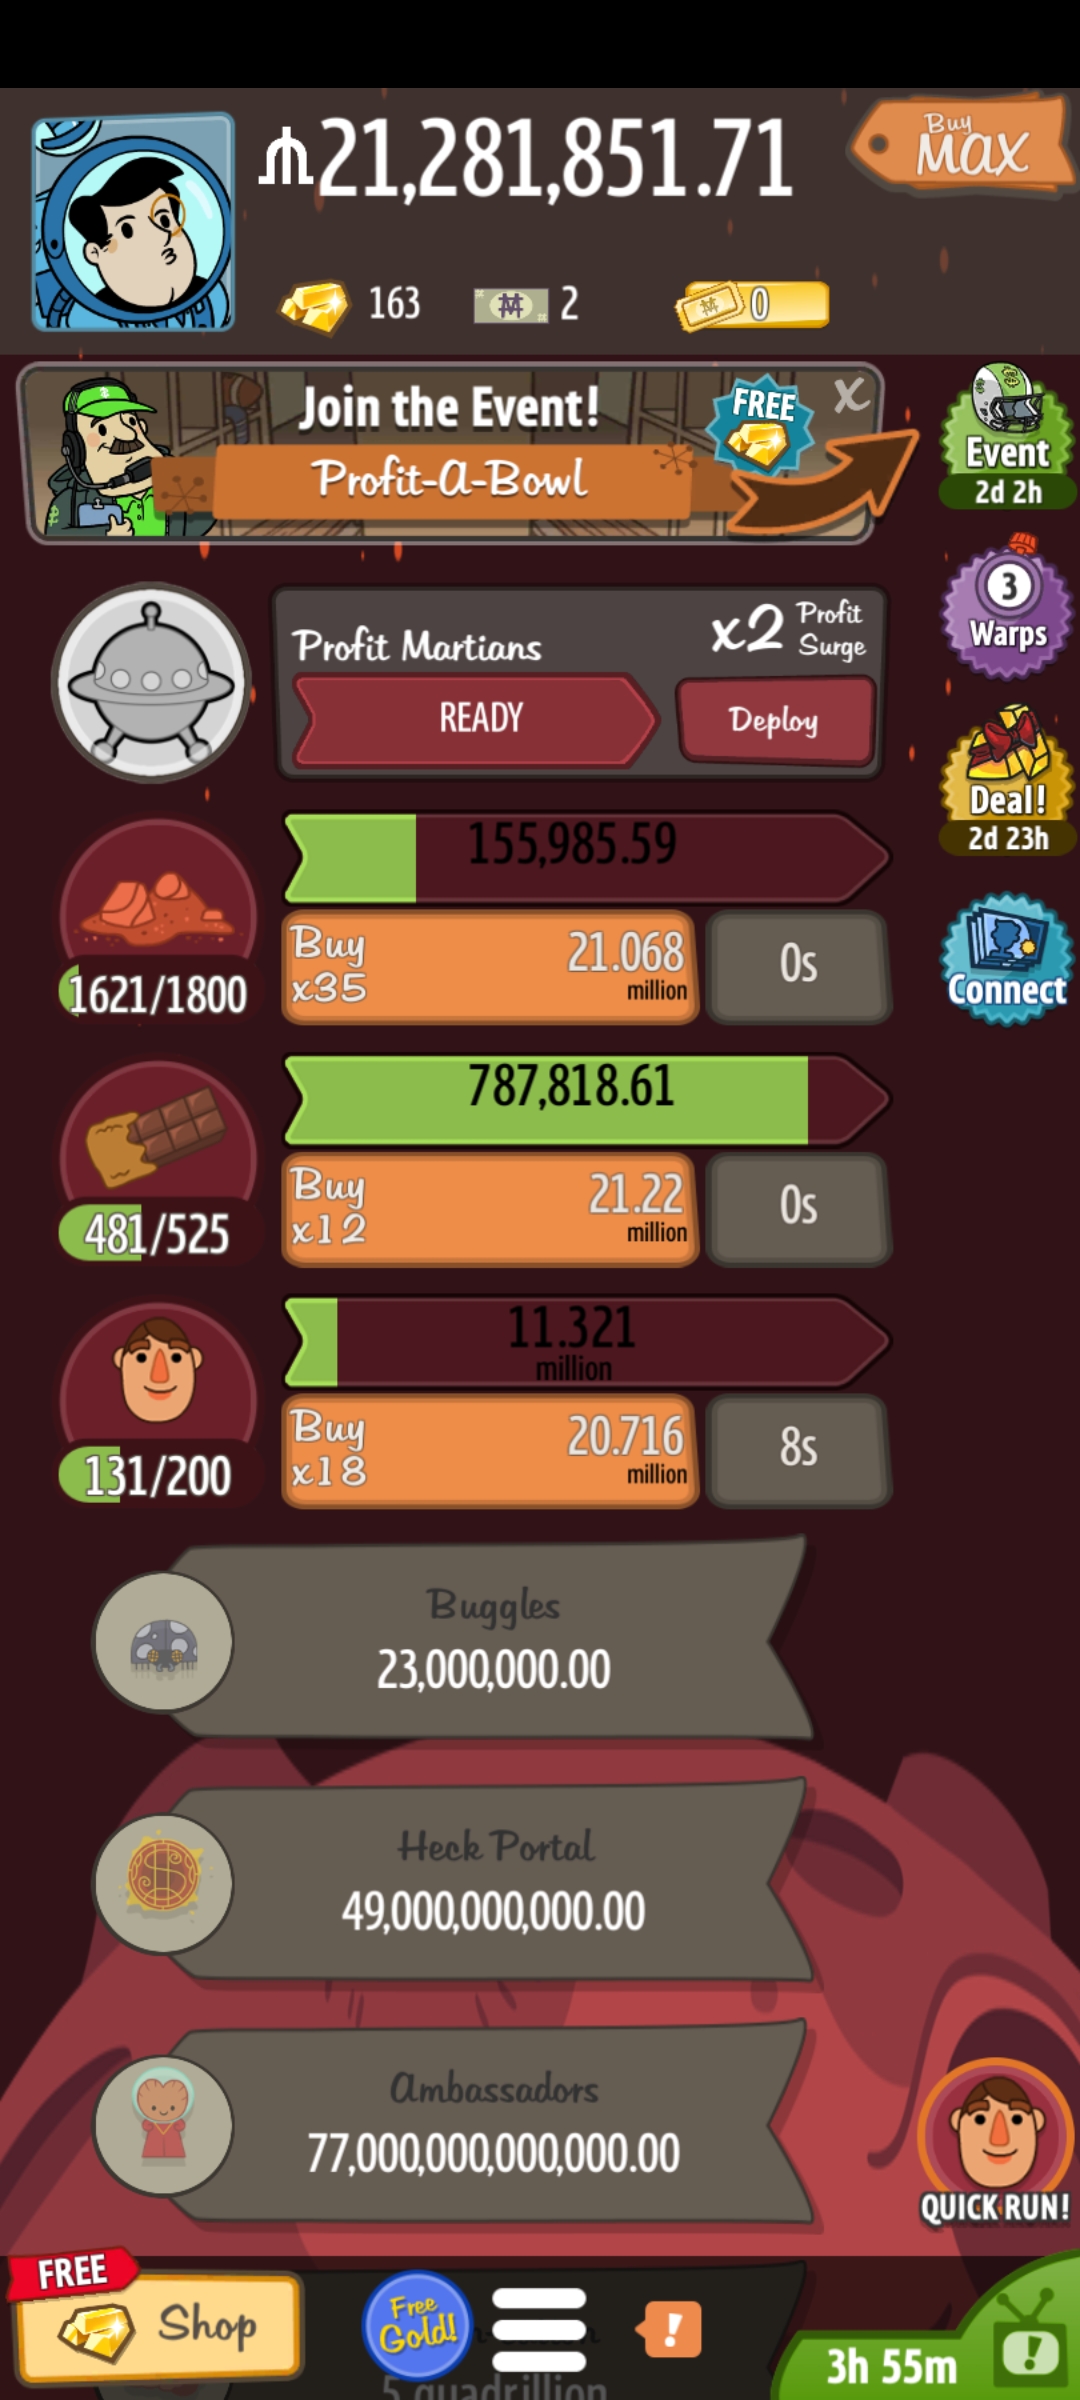 21,281,851.71
Buy
MAX
163
2
0
Join the Event!
FREE
X
Profit-A-Bowl
Event
2d 2h
3
Warps
Profit Martians
x2 Profit
Surge
READY
Deploy
Deal!
2d 23h
155,985.59
1621/1800
Buy
x35
21.068
million
0s
Connect
787,818.61
481/525
Buy
x12
21.22
million
0s
11.321
million
131/200
Buy
x18
20.716
million
8s
Buggles
23,000,000.00
Heck Portal
49,000,000,000.00
Ambassadors
77,000,000,000,000.00
QUICK RUN!
FREE
Shop
Free
Gold!
!
!
3h 55m
5 quadrillion